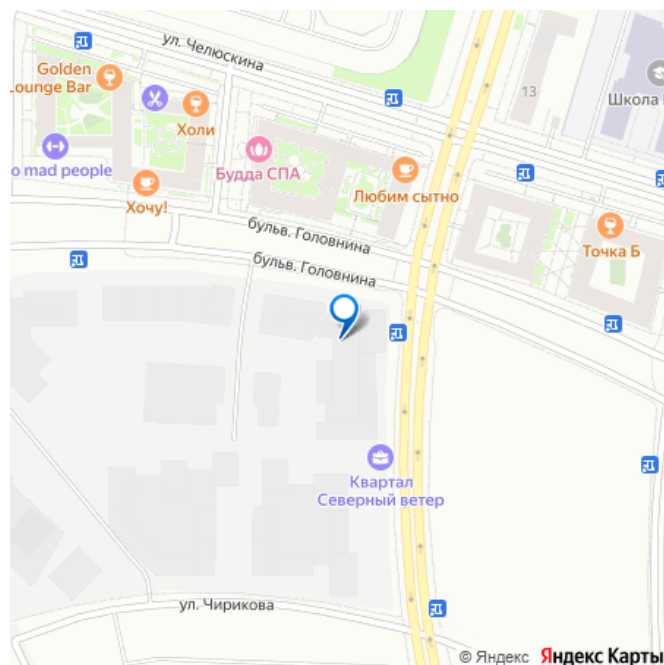 ул. Челюскина
Golden
Lounge Bar
13
Школа
Холи
Будда СПА
o mad people
Любим сытно
Хочу!
бульв. Головнина
Точка Б
бульв. Головнина
Квартал
Северный ветер
ул. Чирикова
© Яндекс Яндекс Карты